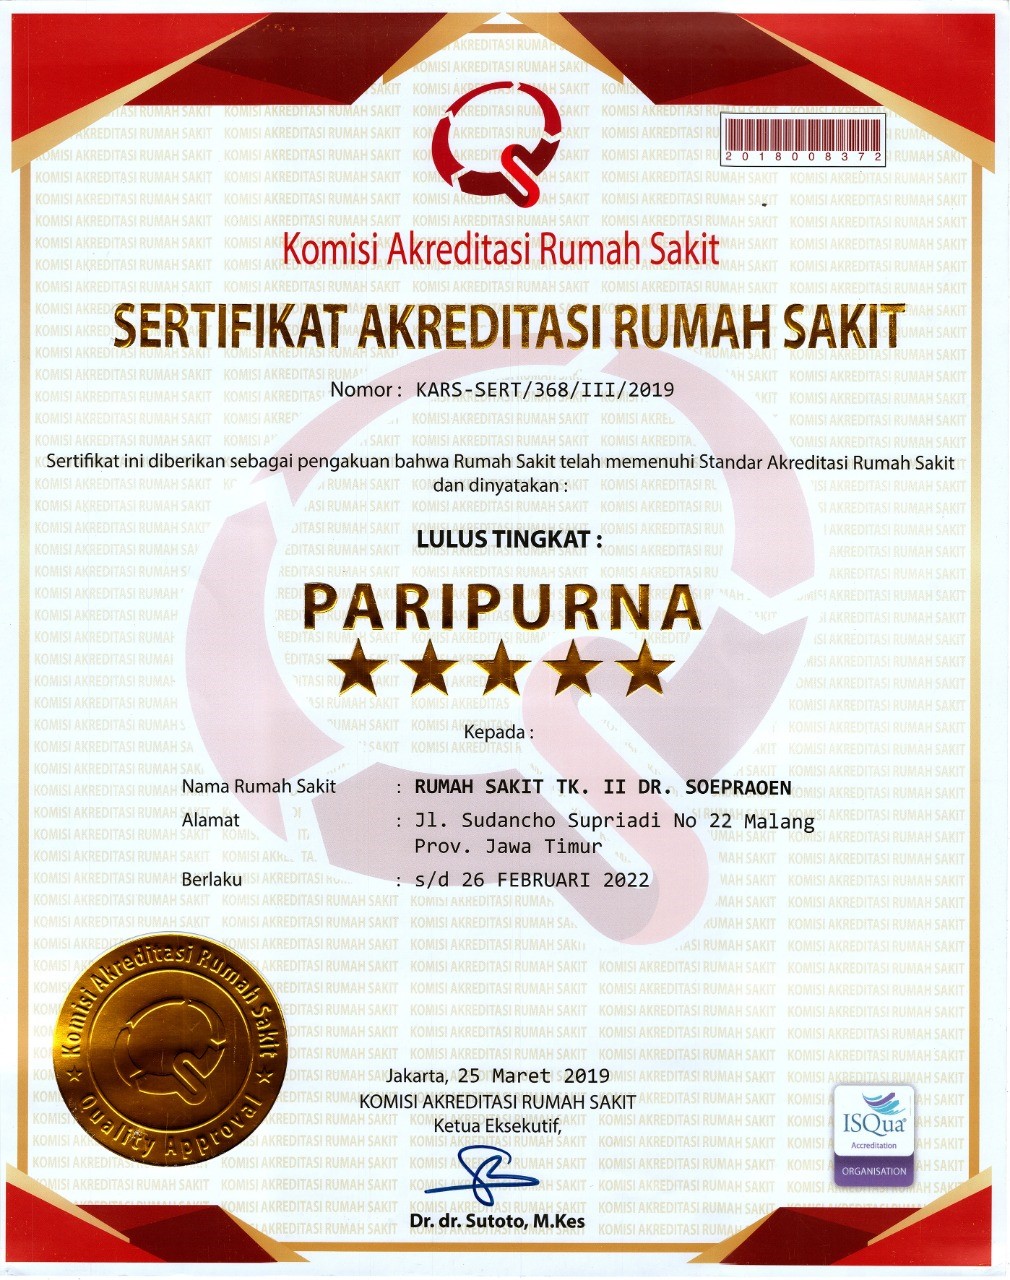 2018008372
Komisi Akreditasi Rumah Sakit
SERTIFIKAT AKREDITASI RUMAH SAKIT
Nomor : KARS-SERT/368/III/2019
Sertifikat ini diberikan sebagai pengakuan bahwa Rumah Sakit telah memenuhi Standar Akreditasi Rumah Sakit
dan dinyatakan :
LULUS TINGKAT :
PARIPURNA
Kepada :
Nama Rumah Sakit : RUMAH SAKIT TK. II DR. SOEPRAOEN
Alamat : Jl. Sudancho Supriadi No 22 Malang
Prov. Jawa Timur
Berlaku : s/d 26 FEBRUARI 2022
Komisi Akreditasi Rumah Sakit
Quality Approval
Jakarta, 25 Maret 2019
KOMISI AKREDITASI RUMAH SAKIT
Ketua Eksekutif,
Dr. dr. Sutoto, M.Kes
ISQua
Accreditation
ORGANISATION